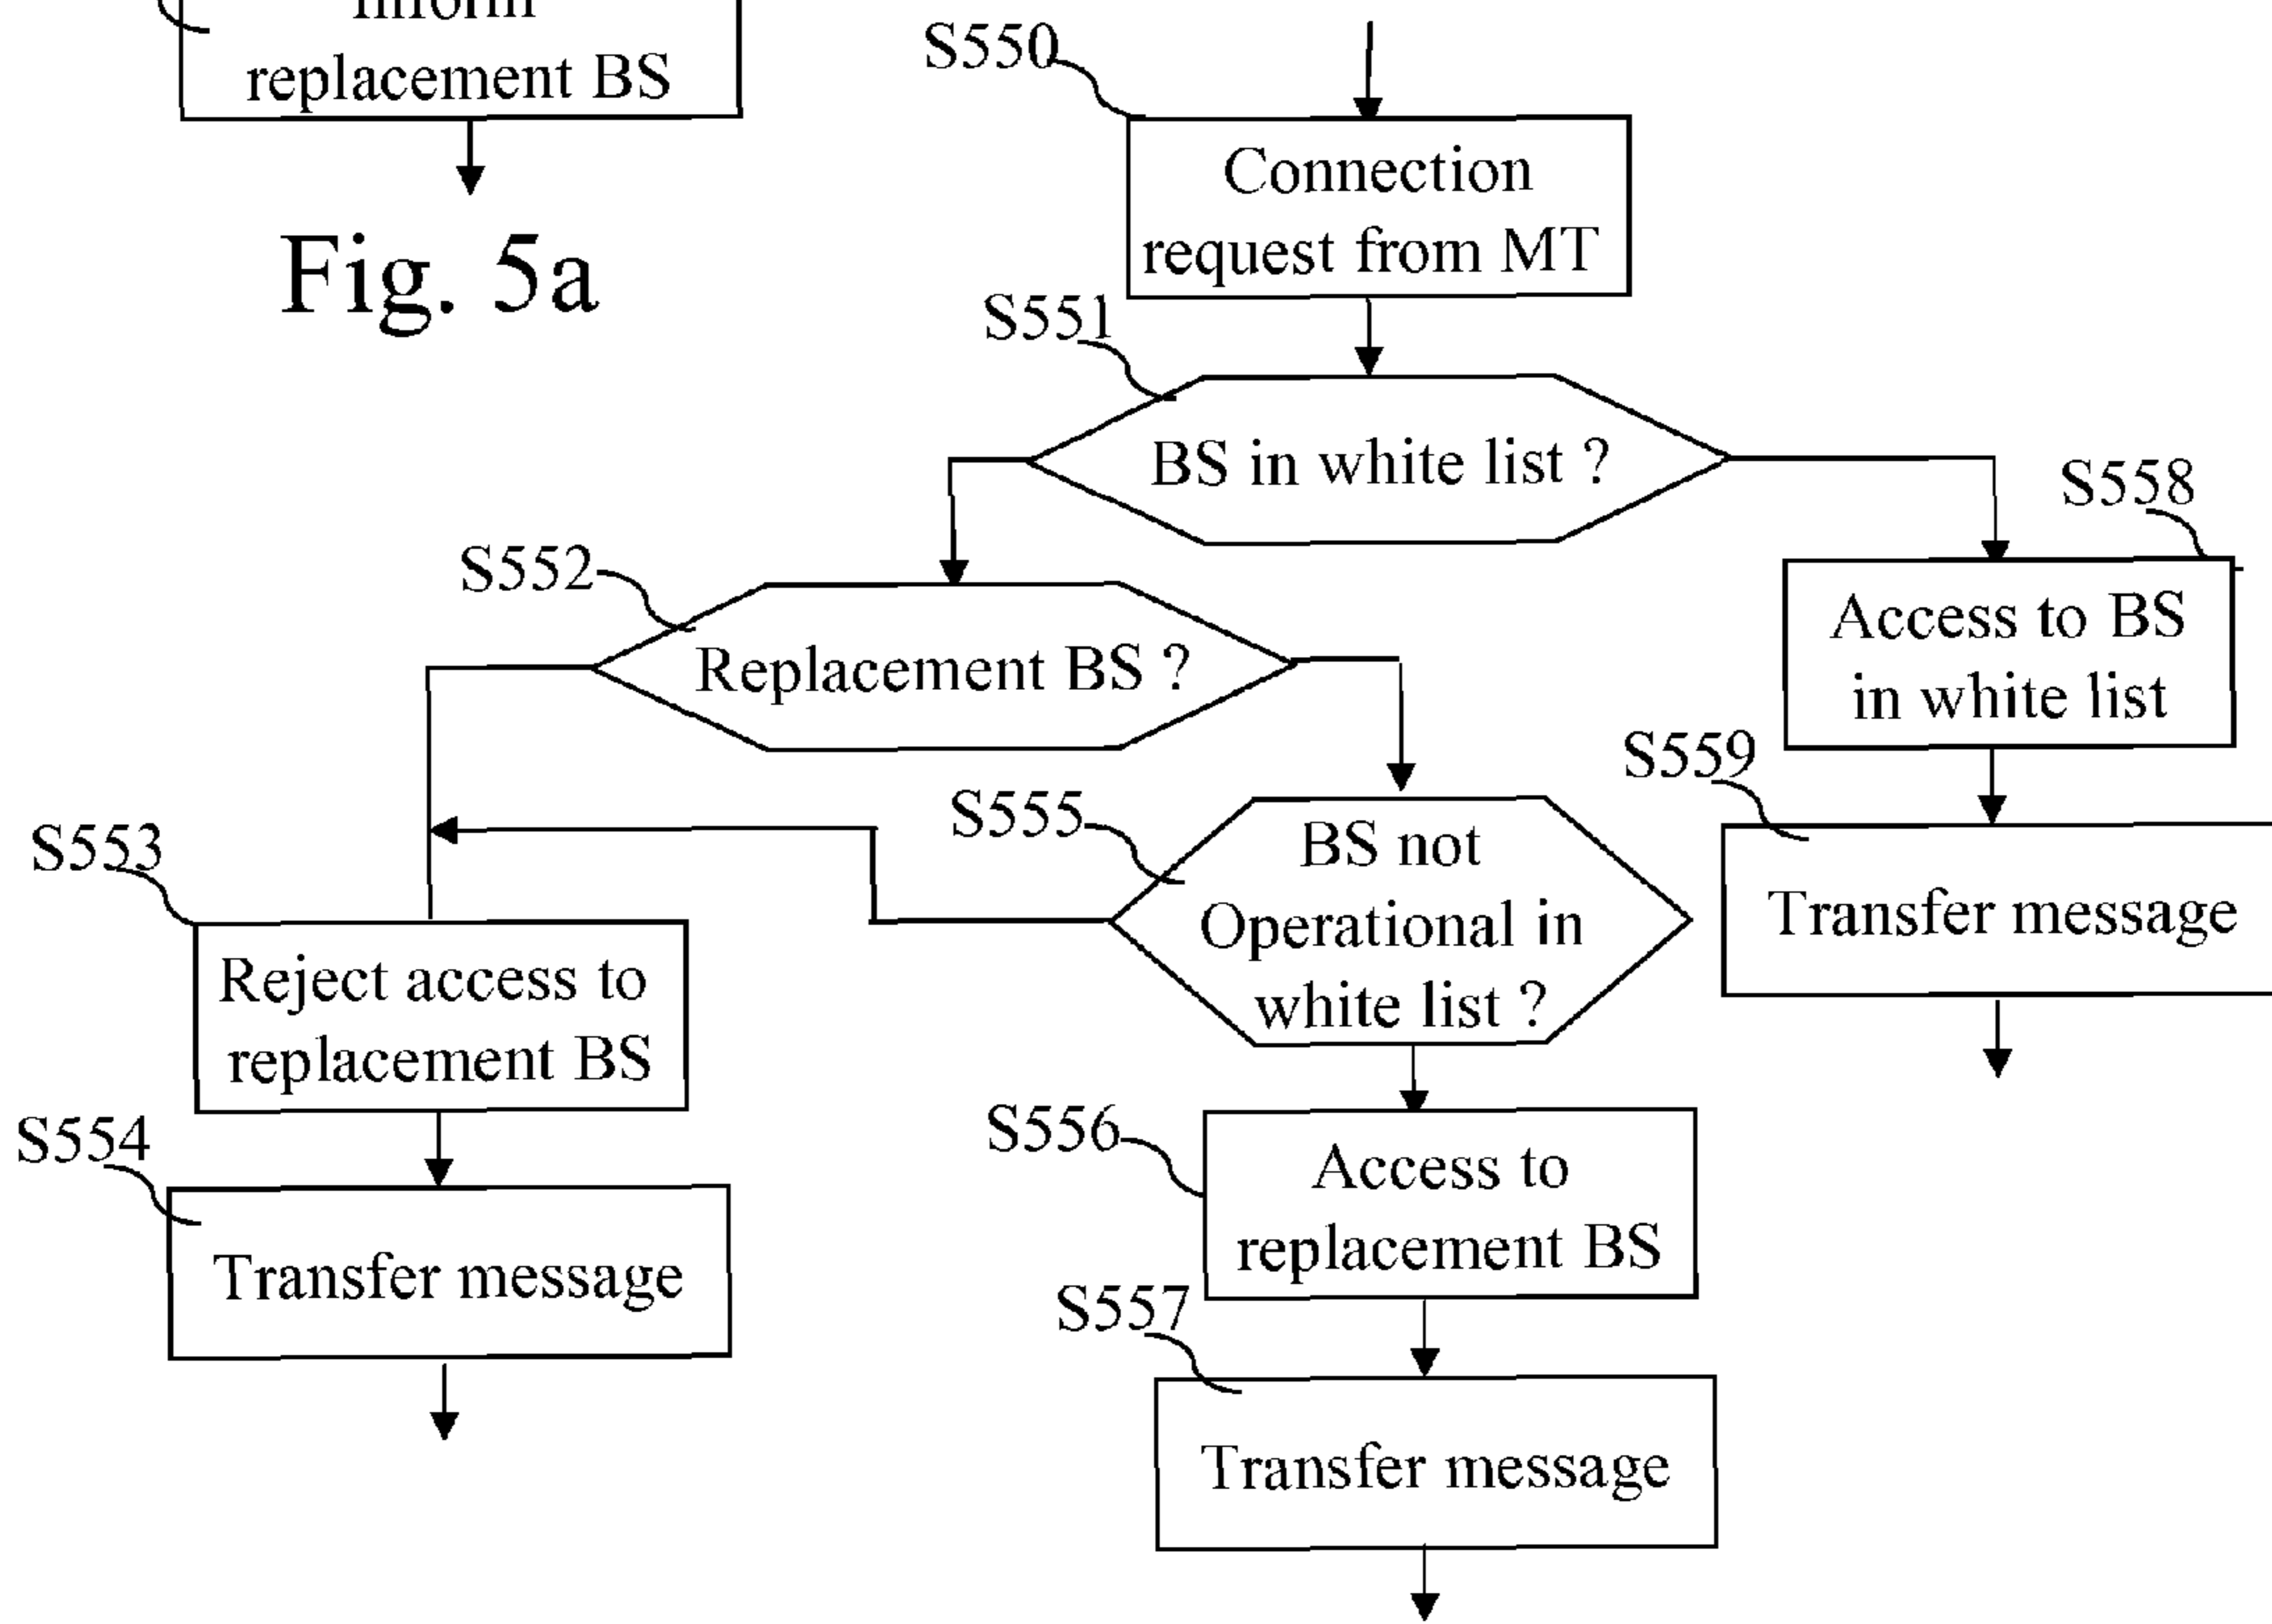 Inform
replacement BS
Fig. 5a
S550
Connection
request from MT
S551
BS in white list ?
S558
Access to BS
in white list
S552
Replacement BS ?
S559
Transfer message
S555
BS not
Operational in
white list ?
S553
Reject access to
replacement BS
S554
Transfer message
S556
Access to
replacement BS
S557
Transfer message